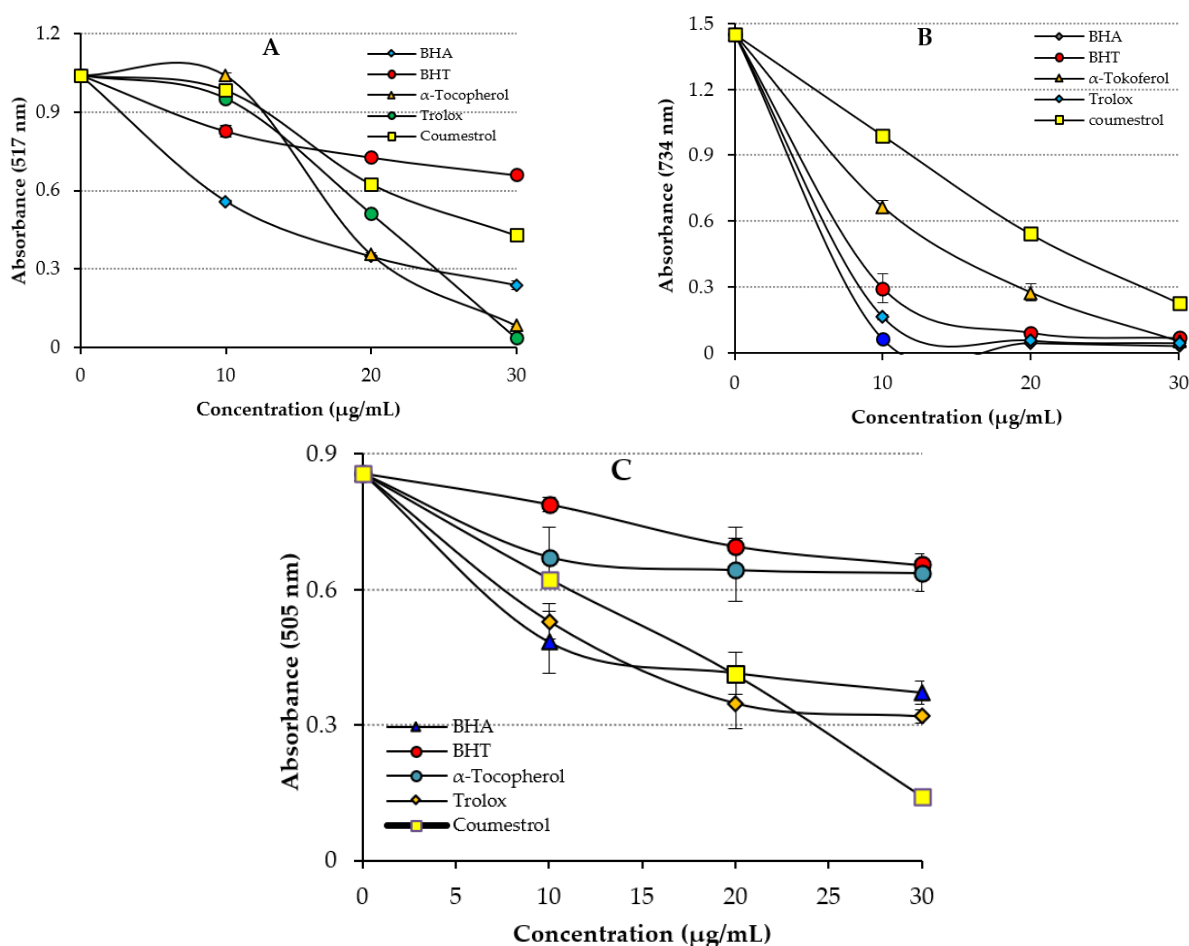 A
Absorbance (517 nm)
1.2
0.9
0.6
0.3
0
BHA
BHT
α-Tocopherol
Trolox
Coumestrol
0 10 20 30
Concentration (µg/mL)
B
Absorbance (734 nm)
1.5
1.2
0.9
0.6
0.3
0
BHA
BHT
α-Tokoferol
Trolox
coumestrol
0 10 20 30
Concentration (µg/mL)
C
Absorbance (505 nm)
0.9
0.6
0.3
0
BHA
BHT
α-Tocopherol
Trolox
Coumestrol
0 5 10 15 20 25 30
Concentration (µg/mL)